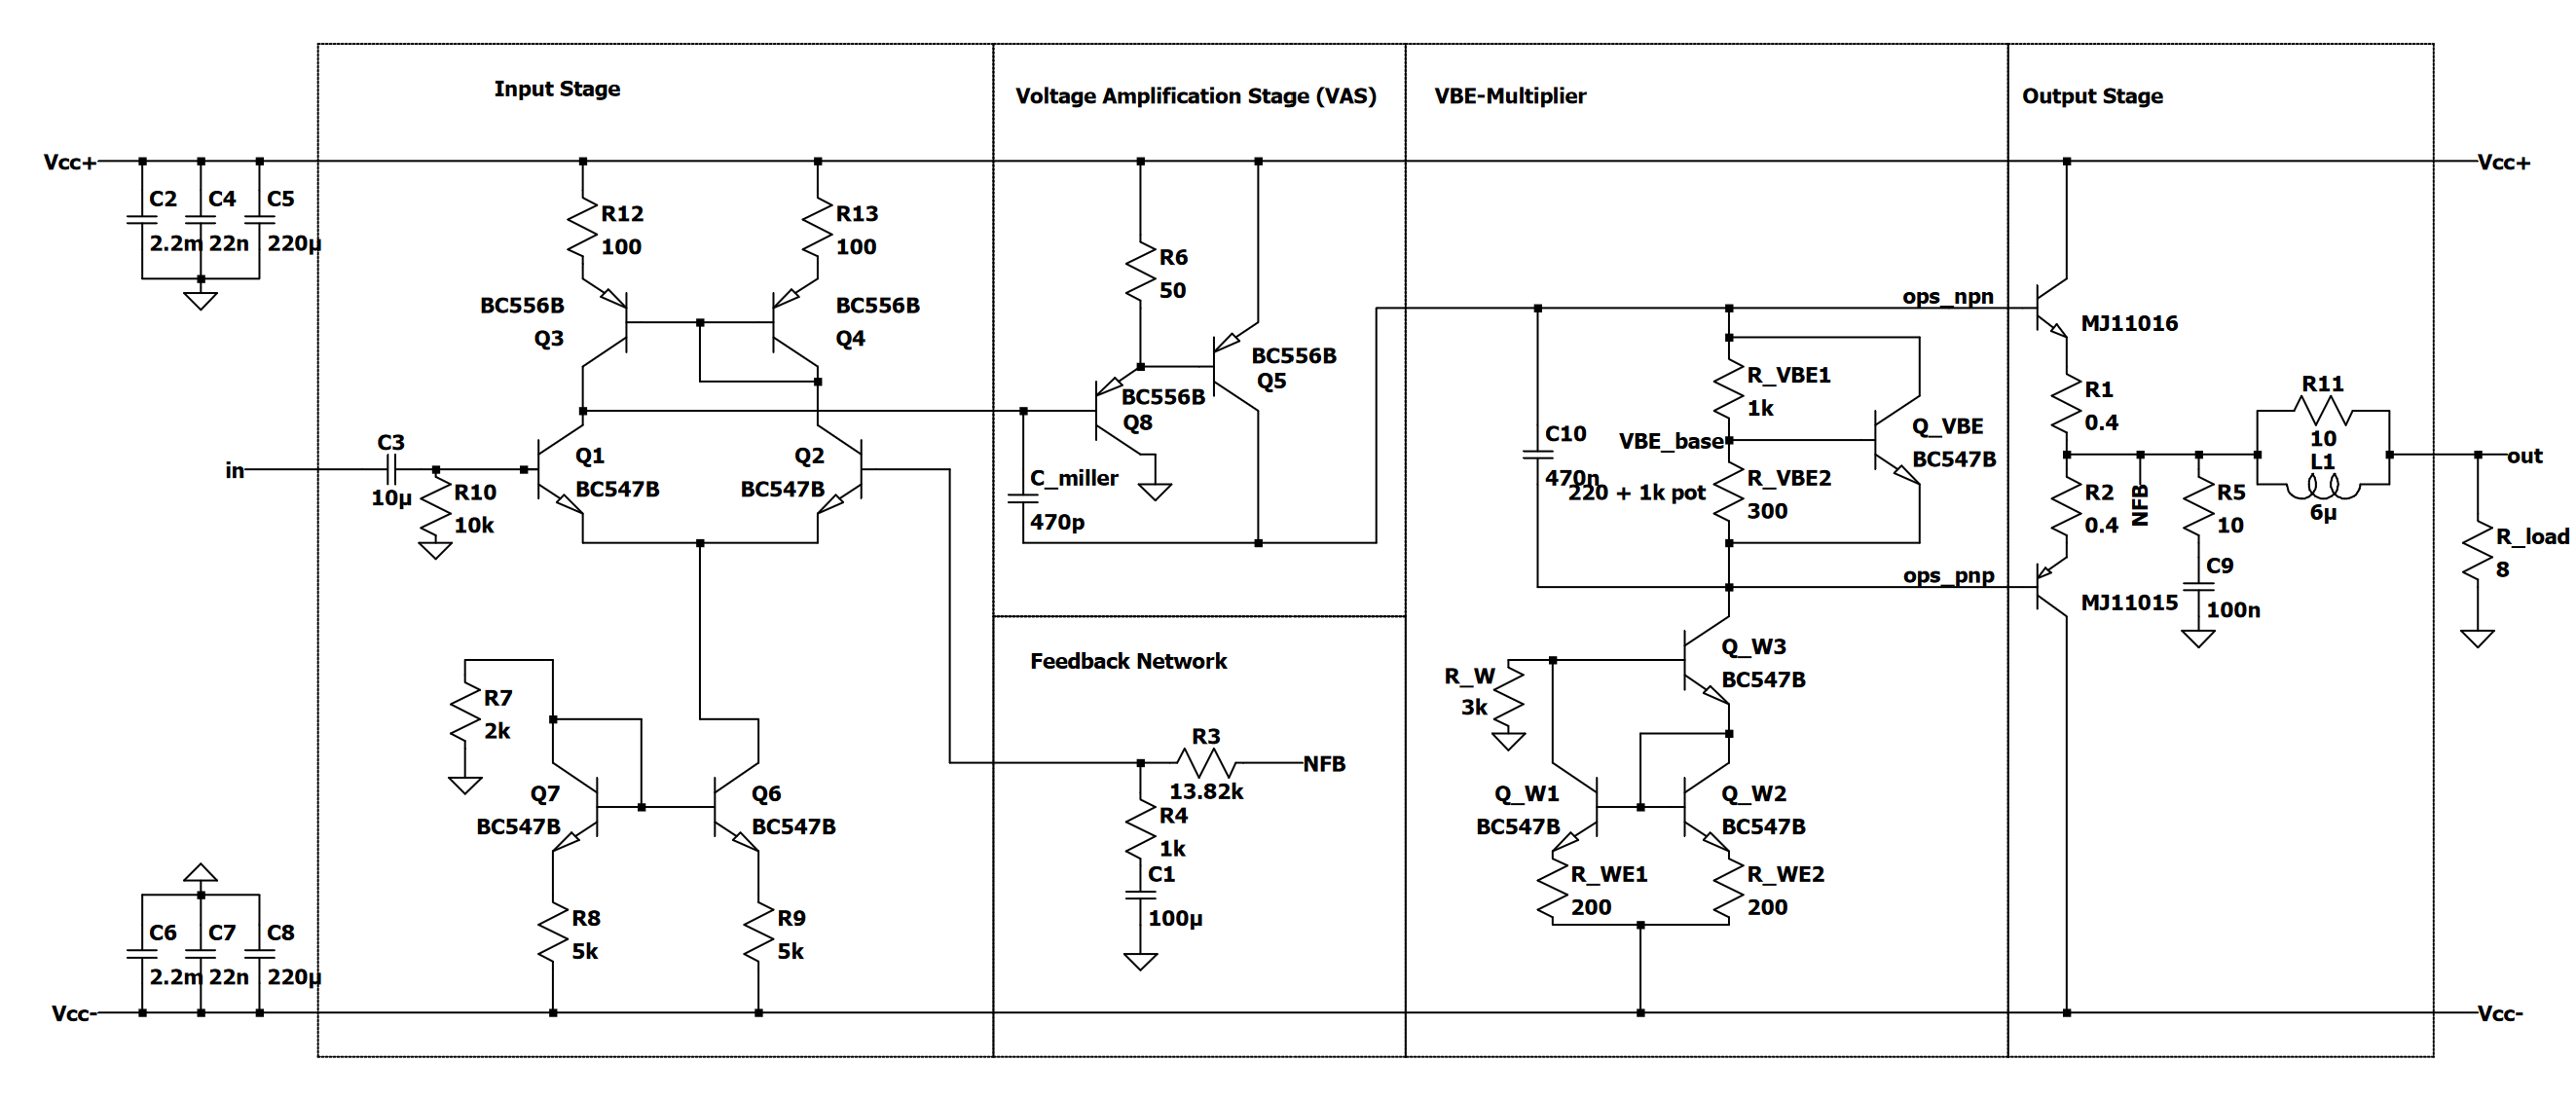 Input Stage
Voltage Amplification Stage (VAS)
VBE-Multiplier
Output Stage
Vcc+
Vcc+
C2
2.2m
C4
22n
C5
220µ
R12
100
R13
100
BC556B
Q3
BC556B
Q4
R6
50
BC556B
Q5
BC556B
Q8
ops_npn
MJ11016
R_VBE1
1k
C10
470n
VBE_base
Q_VBE
BC547B
220 + 1k pot
R_VBE2
300
R1
0.4
R2
0.4
NFB
R5
10
C9
100n
R11
10
L1
6µ
out
R_load
8
in
C3
10µ
R10
10k
Q1
BC547B
Q2
BC547B
C_miller
470p
ops_pnp
MJ11015
Feedback Network
R7
2k
Q7
BC547B
Q6
BC547B
R8
5k
R9
5k
R3
13.82k
NFB
R4
1k
C1
100µ
R_W
3k
Q_W3
BC547B
Q_W1
BC547B
Q_W2
BC547B
R_WE1
200
R_WE2
200
C6
2.2m
C7
22n
C8
220µ
Vcc-
Vcc-